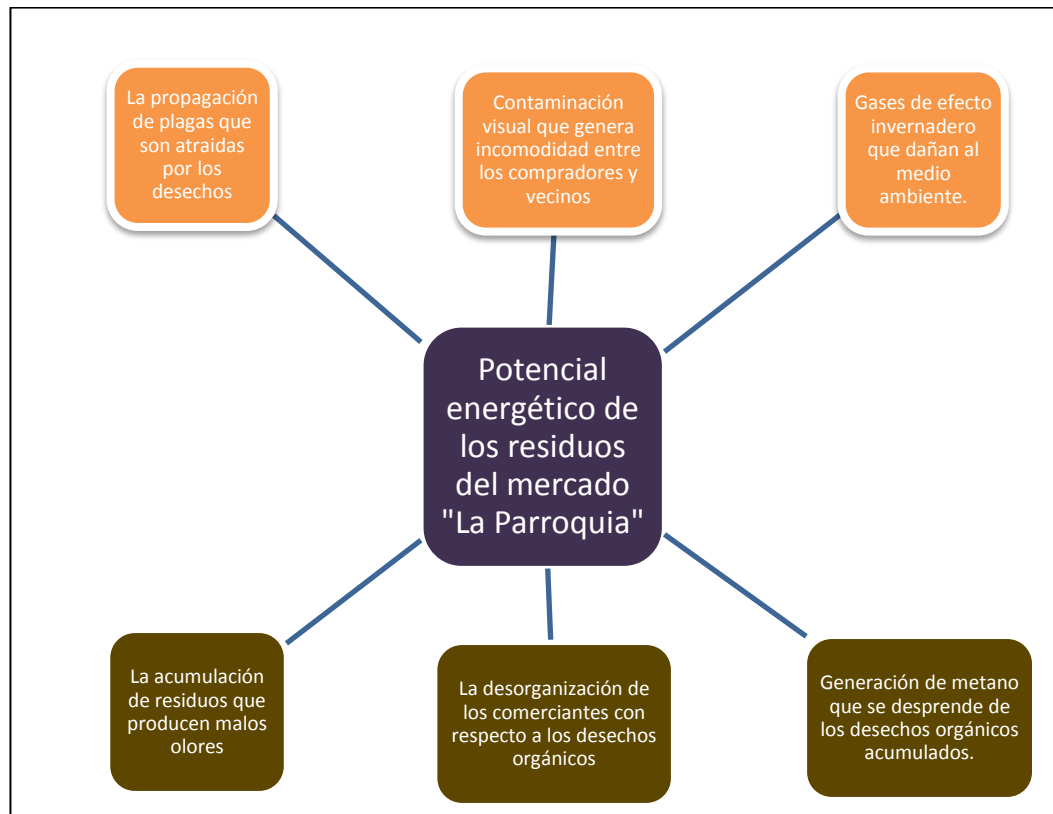 La propagación
de plagas que
son atraidas
por los
desechos
Contaminación
visual que genera
incomodidad entre
los compradores y
vecinos
Gases de efecto
invernadero
que dañan al
medio
ambiente.
Potencial
energético de
los residuos
del mercado
"La Parroquia"
La acumulación
de residuos que
producen malos
olores
La desorganización de
los comerciantes con
respecto a los desechos
orgánicos
Generación de metano
que se desprende de
los desechos orgánicos
acumulados.